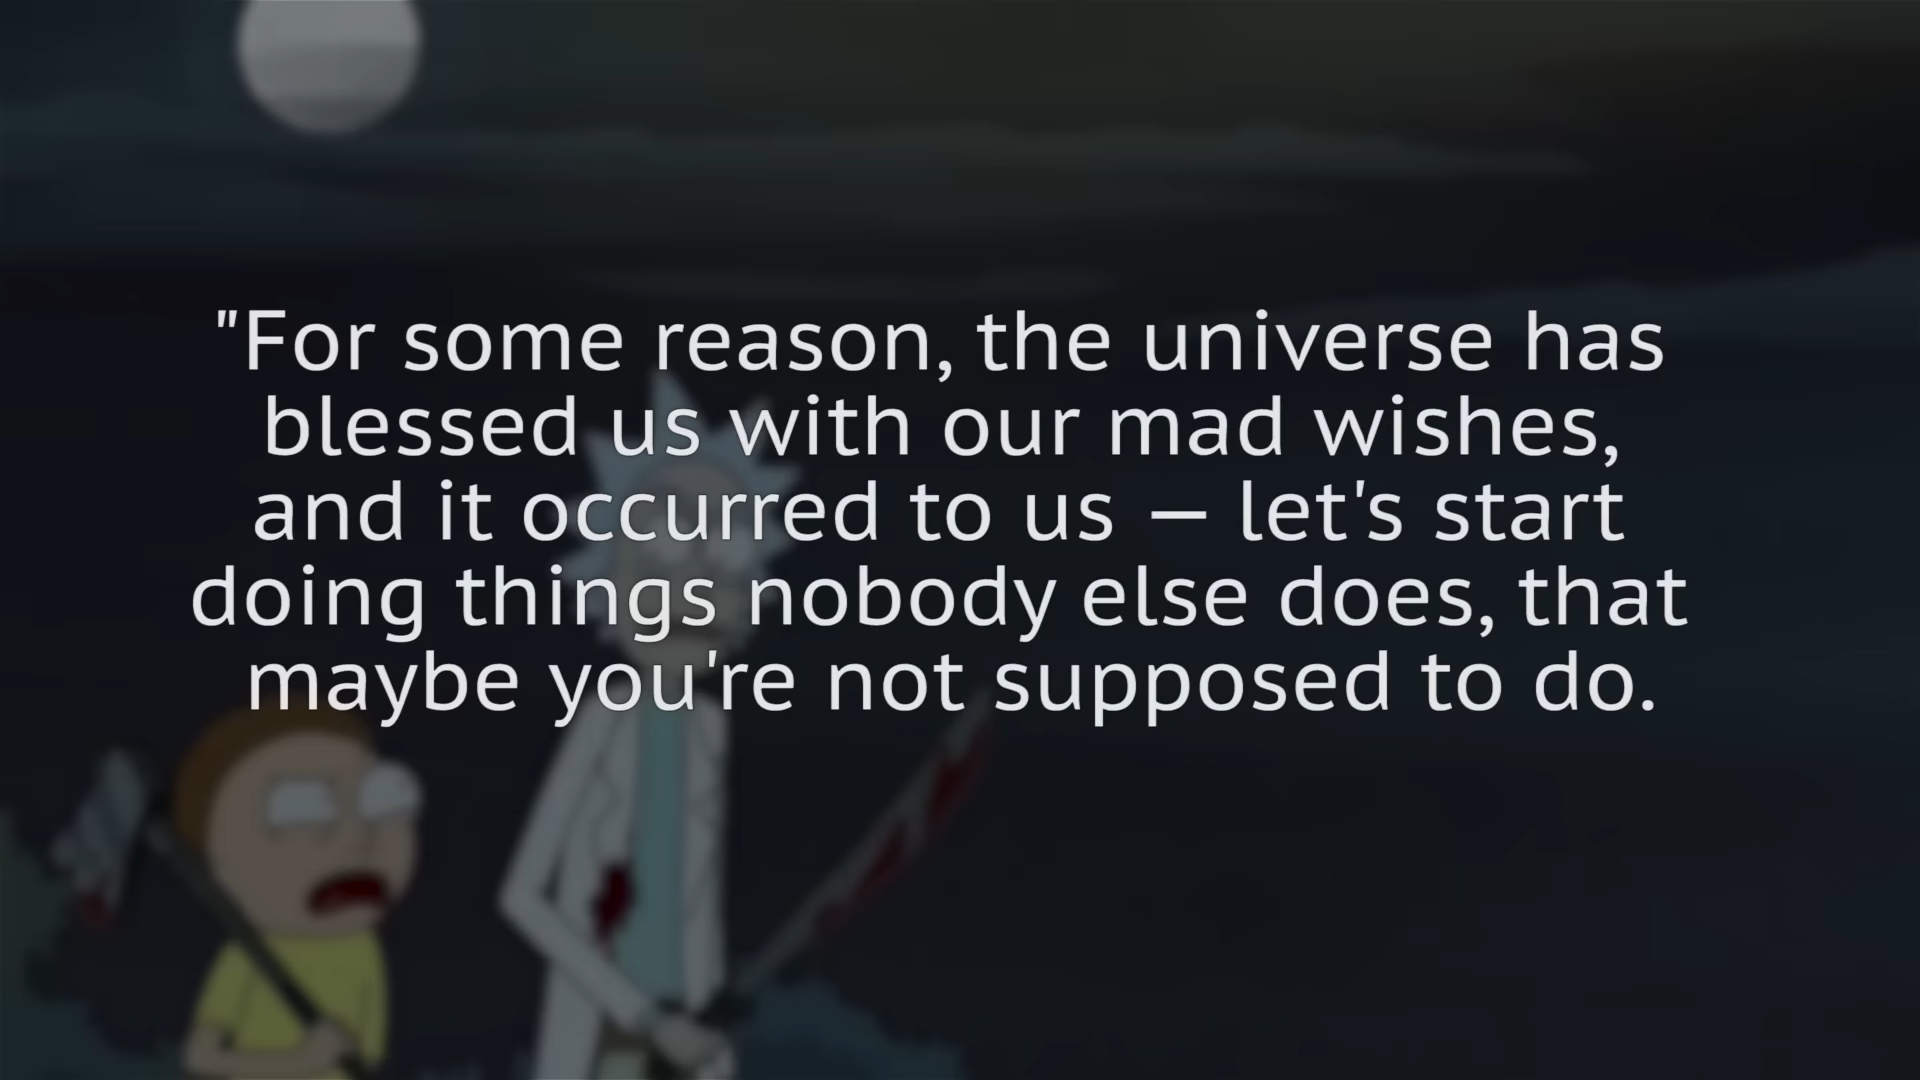 "For some reason, the universe has
blessed us with our mad wishes,
and it occurred to us — let's start
doing things nobody else does, that
maybe you're not supposed to do.